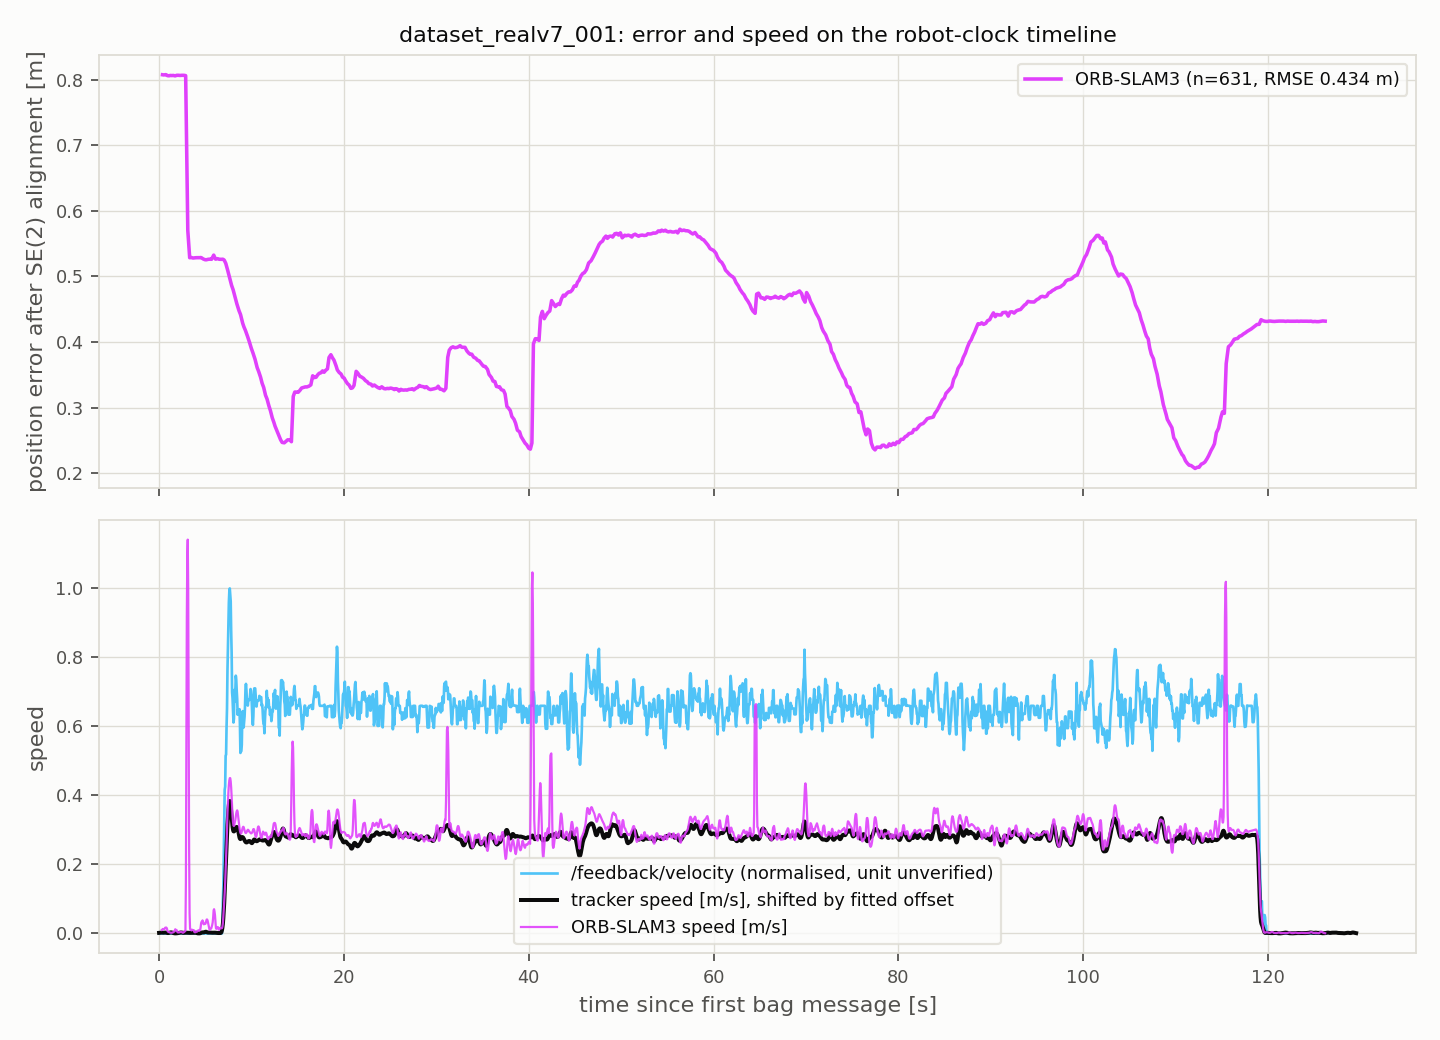 dataset_realv7_001: error and speed on the robot-clock timeline
position error after SE(2) alignment [m]
0.8
0.7
0.6
0.5
0.4
0.3
0.2
ORB-SLAM3 (n=631, RMSE 0.434 m)
speed
1.0
0.8
0.6
0.4
0.2
0.0
/feedback/velocity (normalised, unit unverified)
tracker speed [m/s], shifted by fitted offset
ORB-SLAM3 speed [m/s]
0 20 40 60 80 100 120
time since first bag message [s]